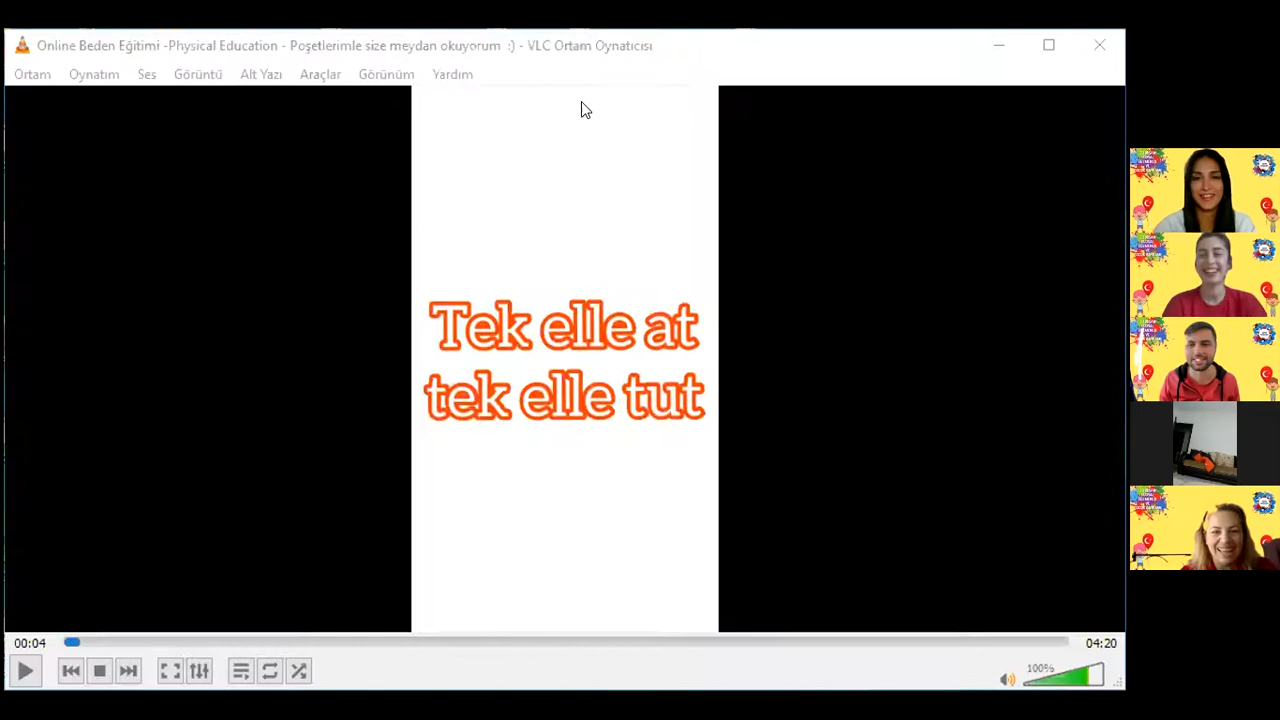 Online Beden Eğitimi -Physical Education - Poşetlerimle size meydan okuyorum :) - VLC Ortam Oynatıcısı
Ortam Oynatım Ses Görüntü Alt Yazı Araçlar Görünüm Yardım
Tek elle at
tek elle tut
00:04 04:20
100%